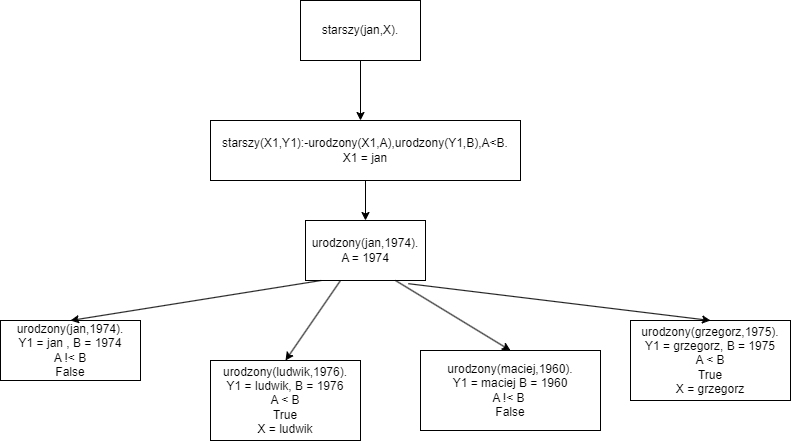 starszy(jan,X).
starszy(X1,Y1):-urodzony(X1,A),urodzony(Y1,B),A<B.
X1 = jan
urodzony(jan,1974).
A = 1974
urodzony(jan,1974).
Y1 = jan , B = 1974
A !< B
False
urodzony(ludwik,1976).
Y1 = ludwik, B = 1976
A < B
True
X = ludwik
urodzony(maciej,1960).
Y1 = maciej B = 1960
A !< B
False
urodzony(grzegorz,1975).
Y1 = grzegorz, B = 1975
A < B
True
X = grzegorz